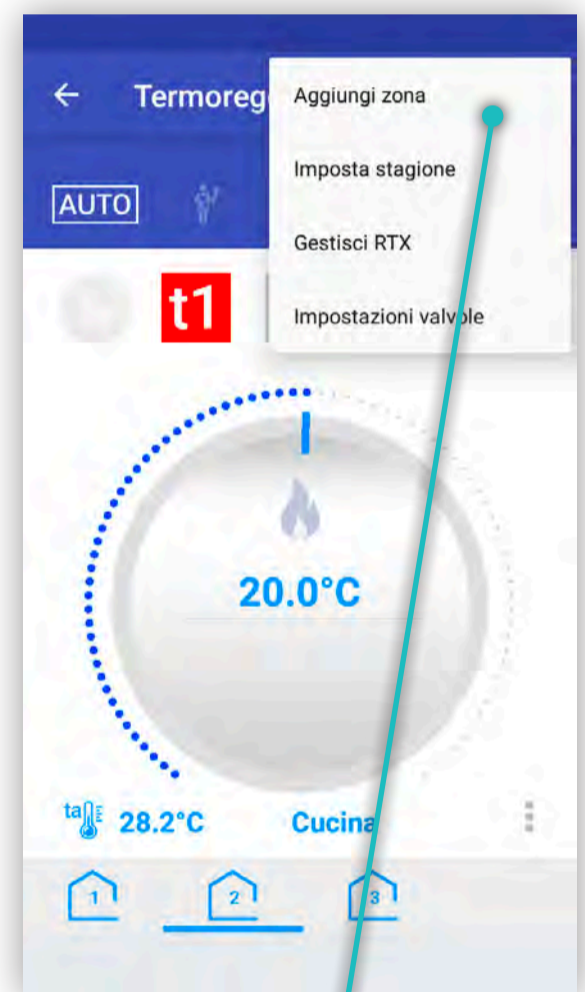 Termoreg
Aggiungi zona
Imposta stagione
AUTO
Gestisci RTX
t1
Impostazioni valvole
20.0°C
ta 28.2°C Cucina
1 2 3